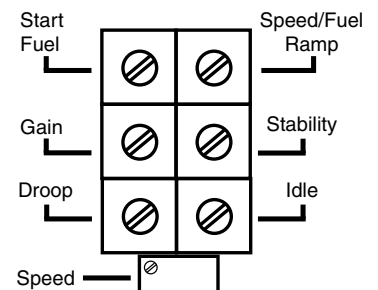 Start
Fuel
Speed/Fuel
Ramp
Gain
Stability
Droop
Idle
Speed